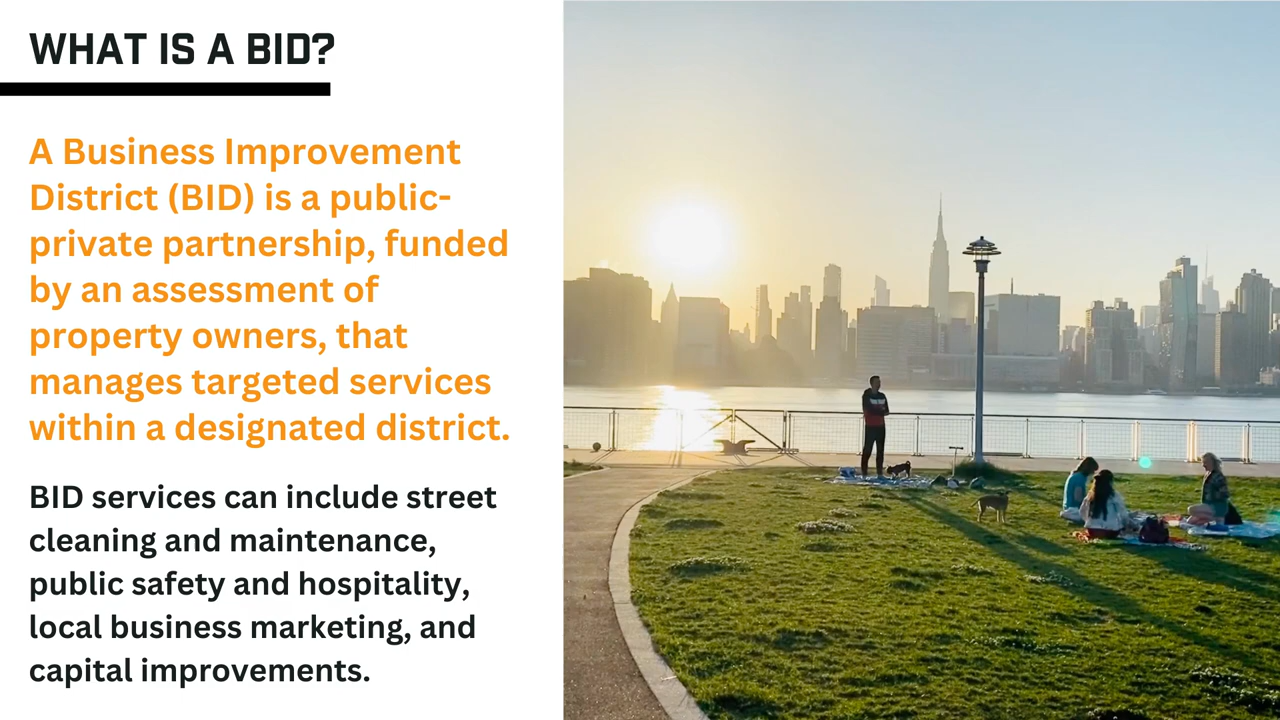 WHAT IS A BID?
A Business Improvement
District (BID) is a public-
private partnership, funded
by an assessment of
property owners, that
manages targeted services
within a designated district.
BID services can include street
cleaning and maintenance,
public safety and hospitality,
local business marketing, and
capital improvements.